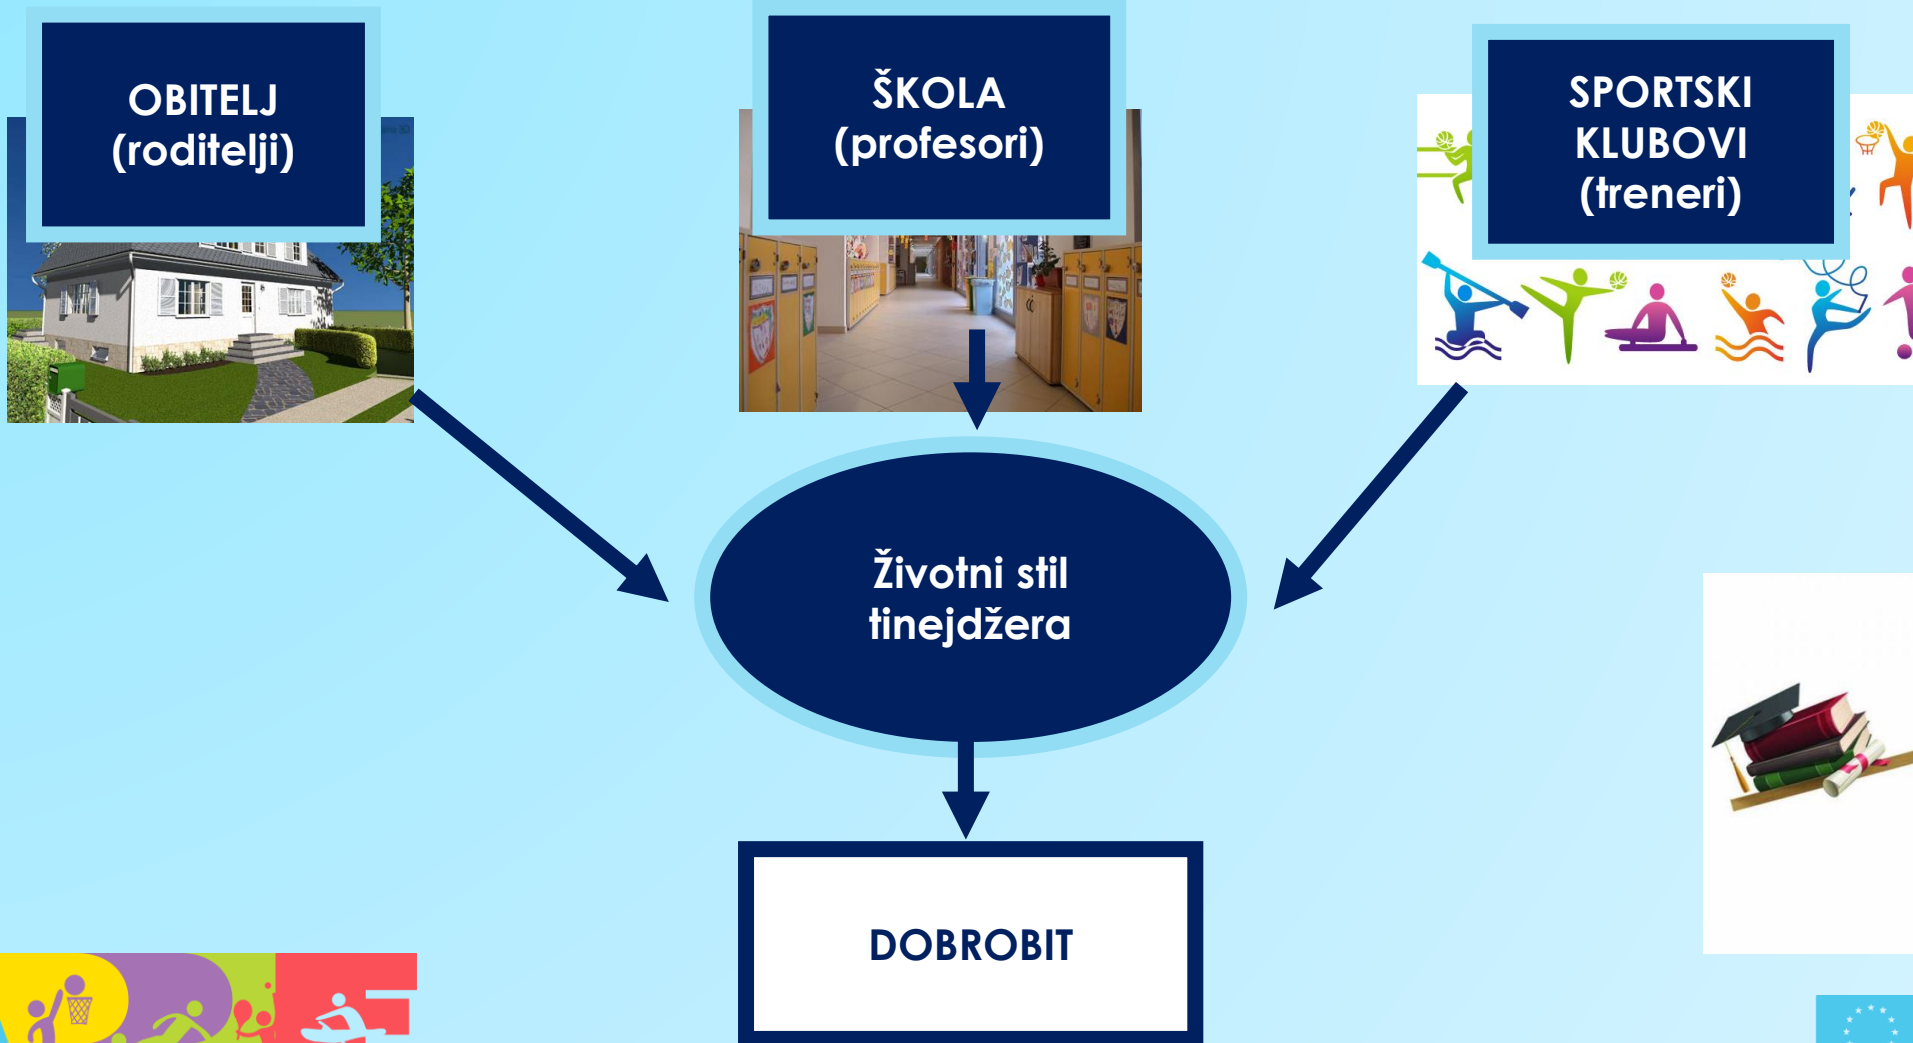 OBITELJ
(roditelji)
ŠKOLA
(profesori)
SPORTSKI
KLUBOVI
(treneri)
Životni stil
tinejdžera
DOBROBIT